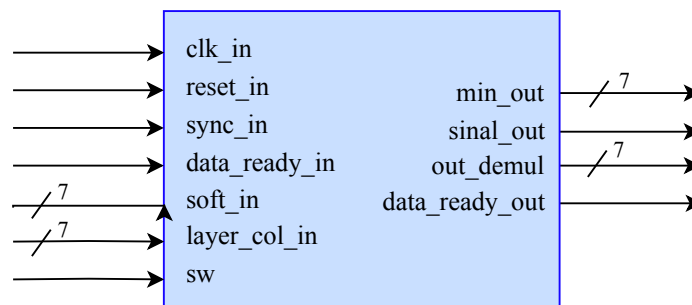 clk_in
reset_in
sync_in
data_ready_in
7
soft_in
7
layer_col_in
sw
min_out
7
sinal_out
out_demul
7
data_ready_out